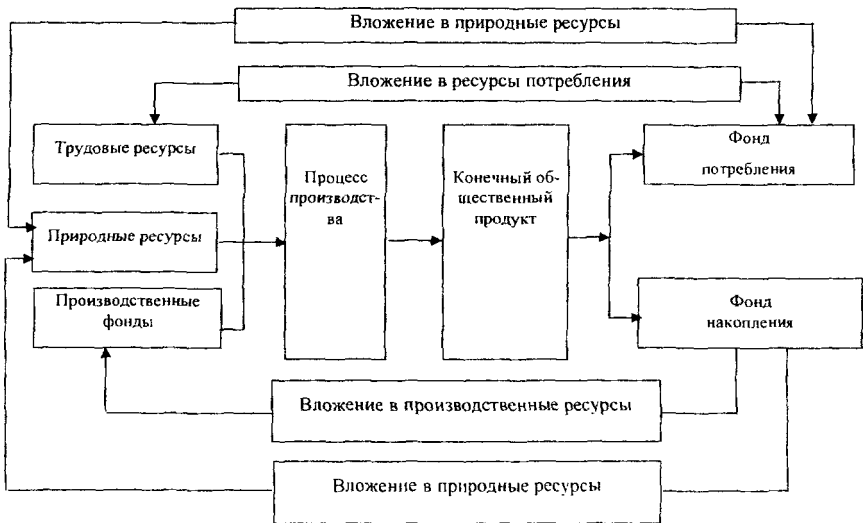 Вложение в природные ресурсы
Вложение в ресурсы потребления
Трудовые ресурсы
Процесс
производст-
ва
Конечный об-
щественный
продукт
Фонд
потребления
Природные ресурсы
Производственные
фонды
Фонд
накопления
Вложение в производственные ресурсы
Вложение в природные ресурсы